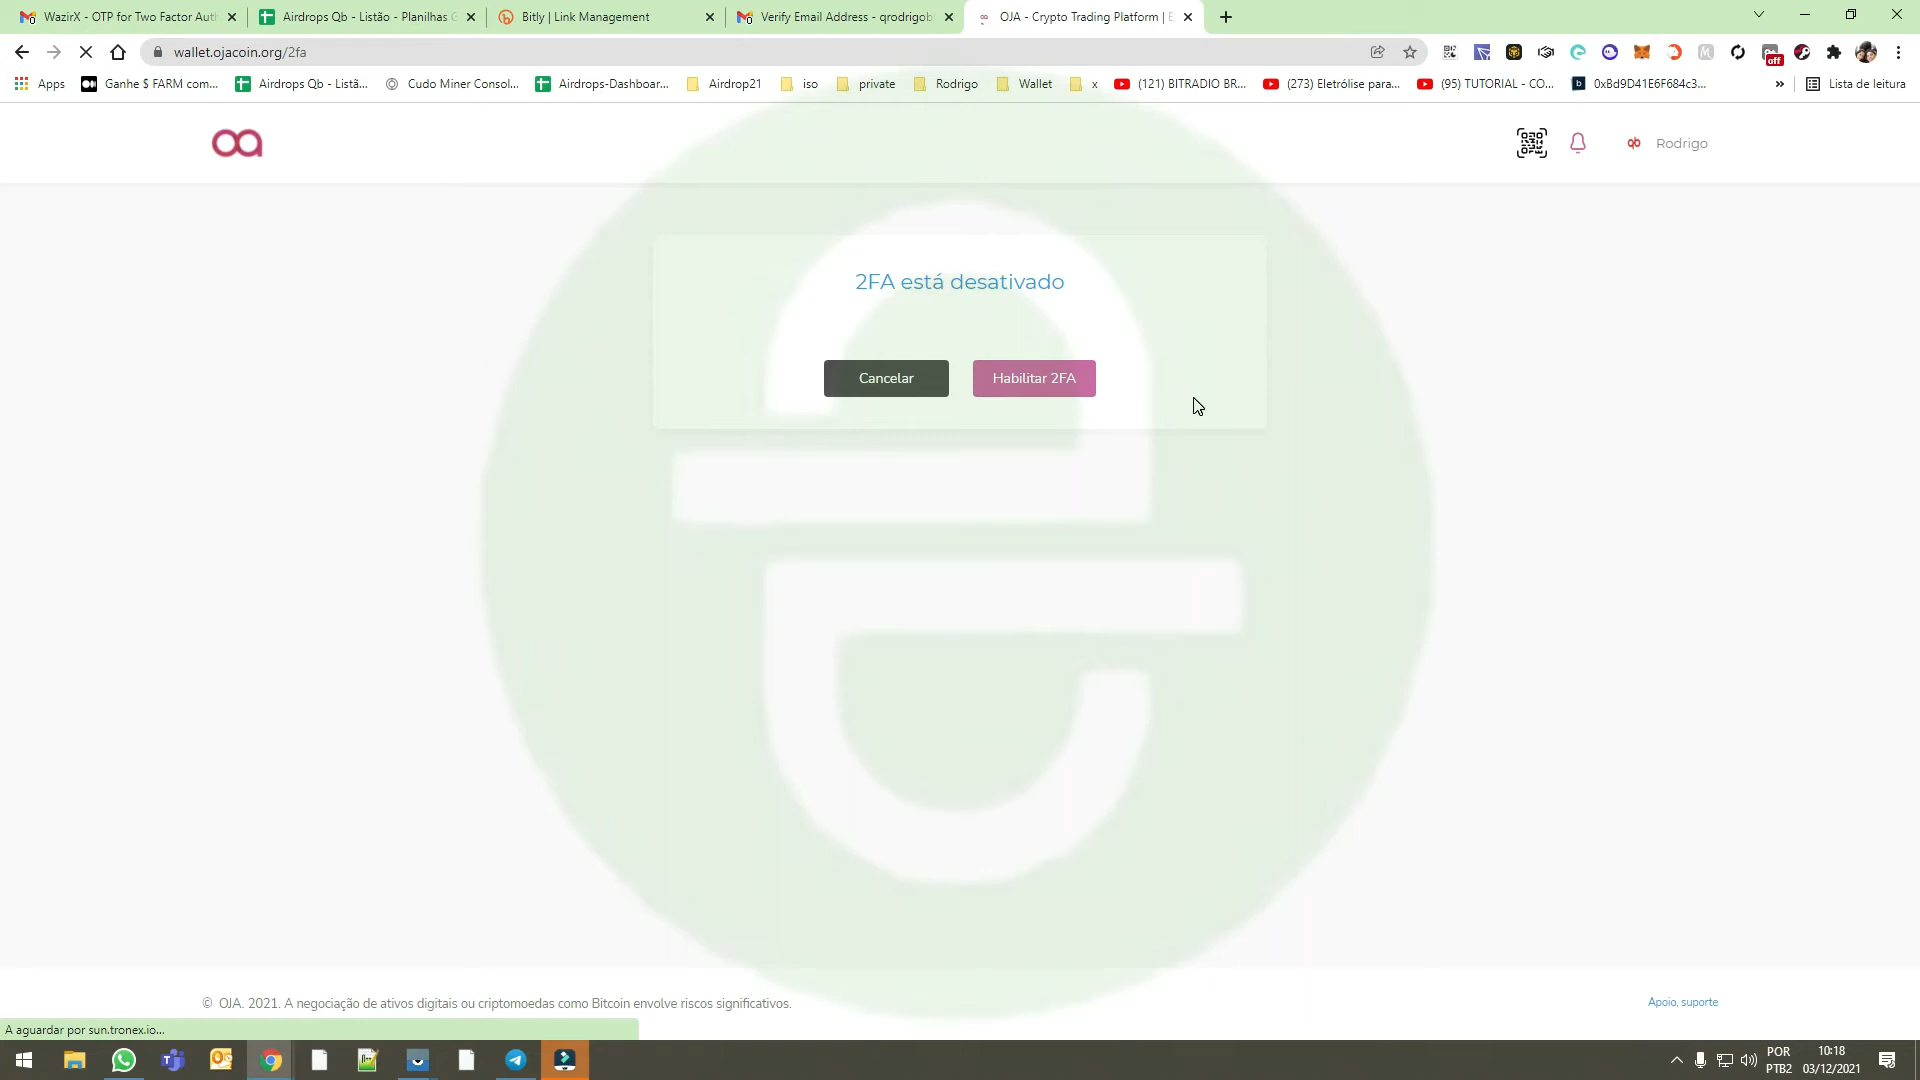 WazirX - OTP for Two Factor Auth
Airdrops Qb - Listão - Planilhas G
Bitly | Link Management
Verify Email Address - qrodrigob
OJA - Crypto Trading Platform | E
wallet.ojacoin.org/2fa
off
Apps
Ganhe $ FARM com...
Airdrops Qb - Listã...
Cudo Miner Consol...
Airdrops-Dashboar...
Airdrop21
iso
private
Rodrigo
Wallet
x
(121) BITRADIO BR...
(273) Eletrólise para...
(95) TUTORIAL - CO...
0xBd9D41E6F684c3...
»
Lista de leitura
Rodrigo
2FA está desativado
Cancelar
Habilitar 2FA
© OJA. 2021. A negociação de ativos digitais ou criptomoedas como Bitcoin envolve riscos significativos.
Apoio, suporte
A aguardar por sun.tronex.io...
POR
PTB2
10:18
03/12/2021